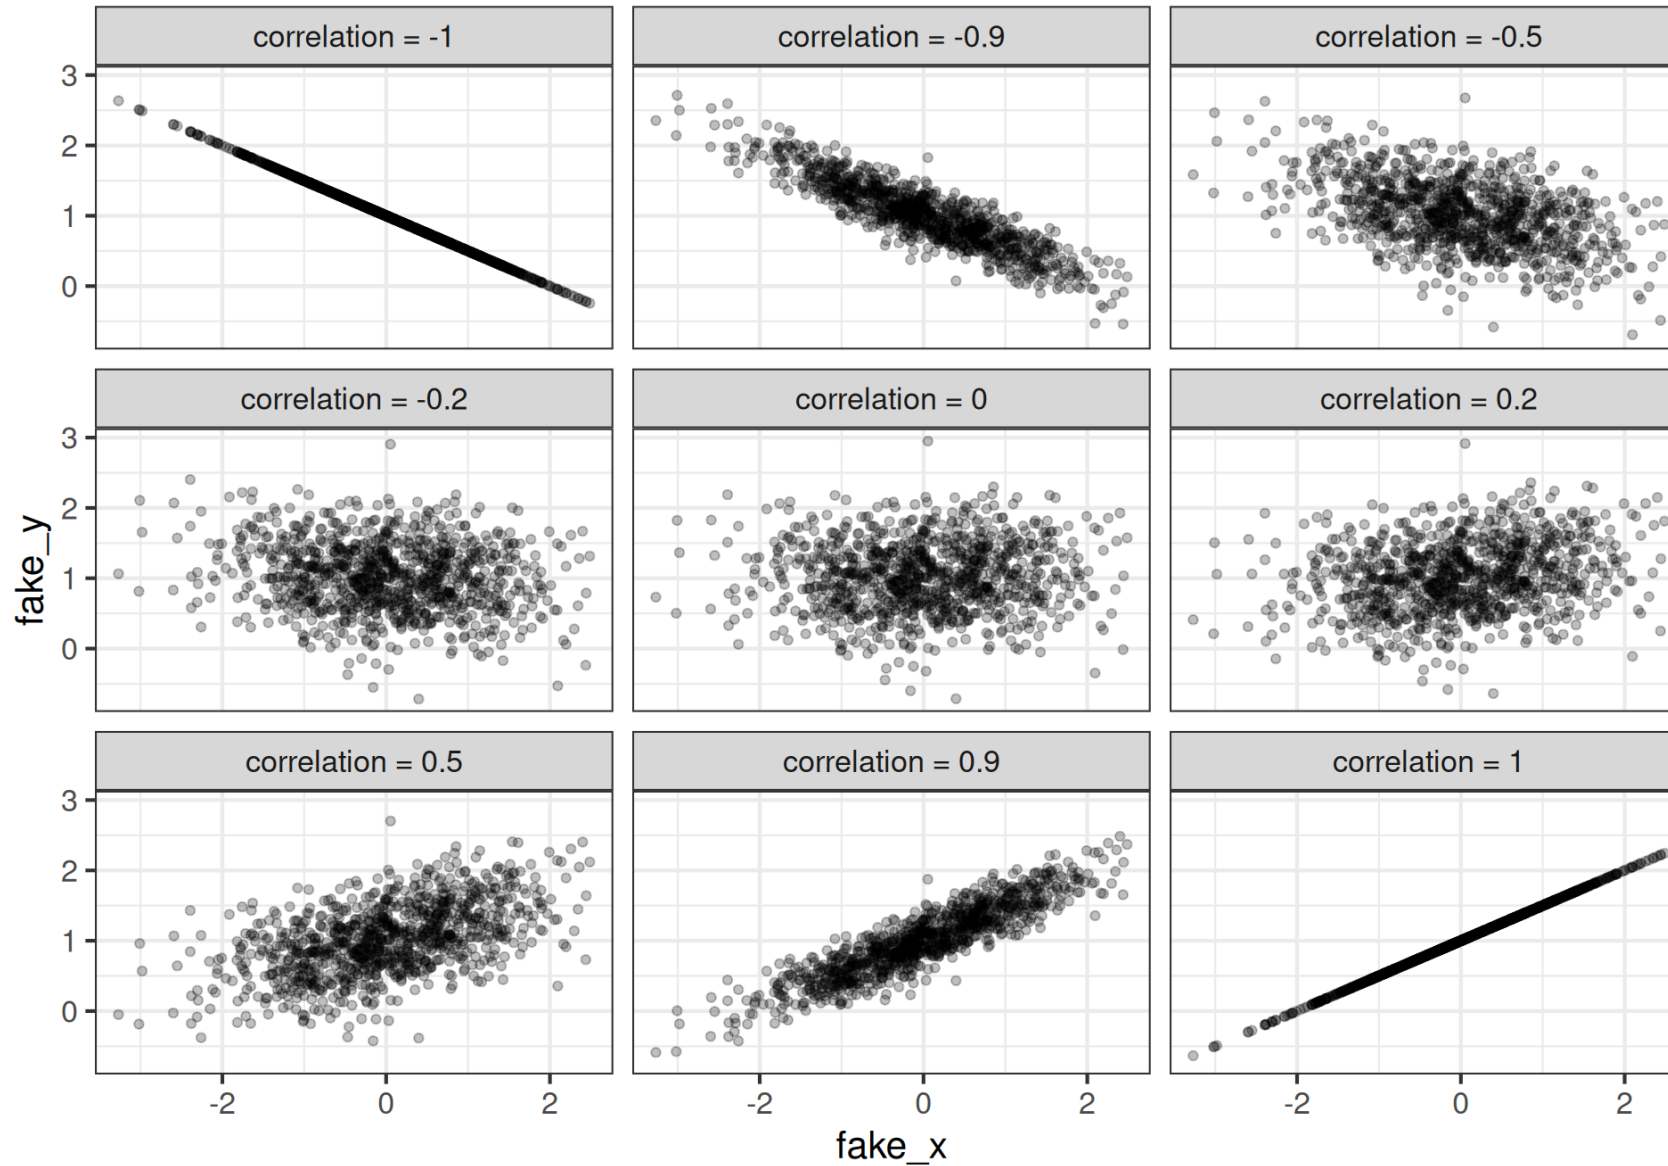 correlation = -1
correlation = -0.9
correlation = -0.5
3
2
1
0
correlation = -0.2
correlation = 0
correlation = 0.2
3
2
1
0
fake_y
correlation = 0.5
correlation = 0.9
correlation = 1
3
2
1
0
-2 0 2
-2 0 2
-2 0 2
fake_x